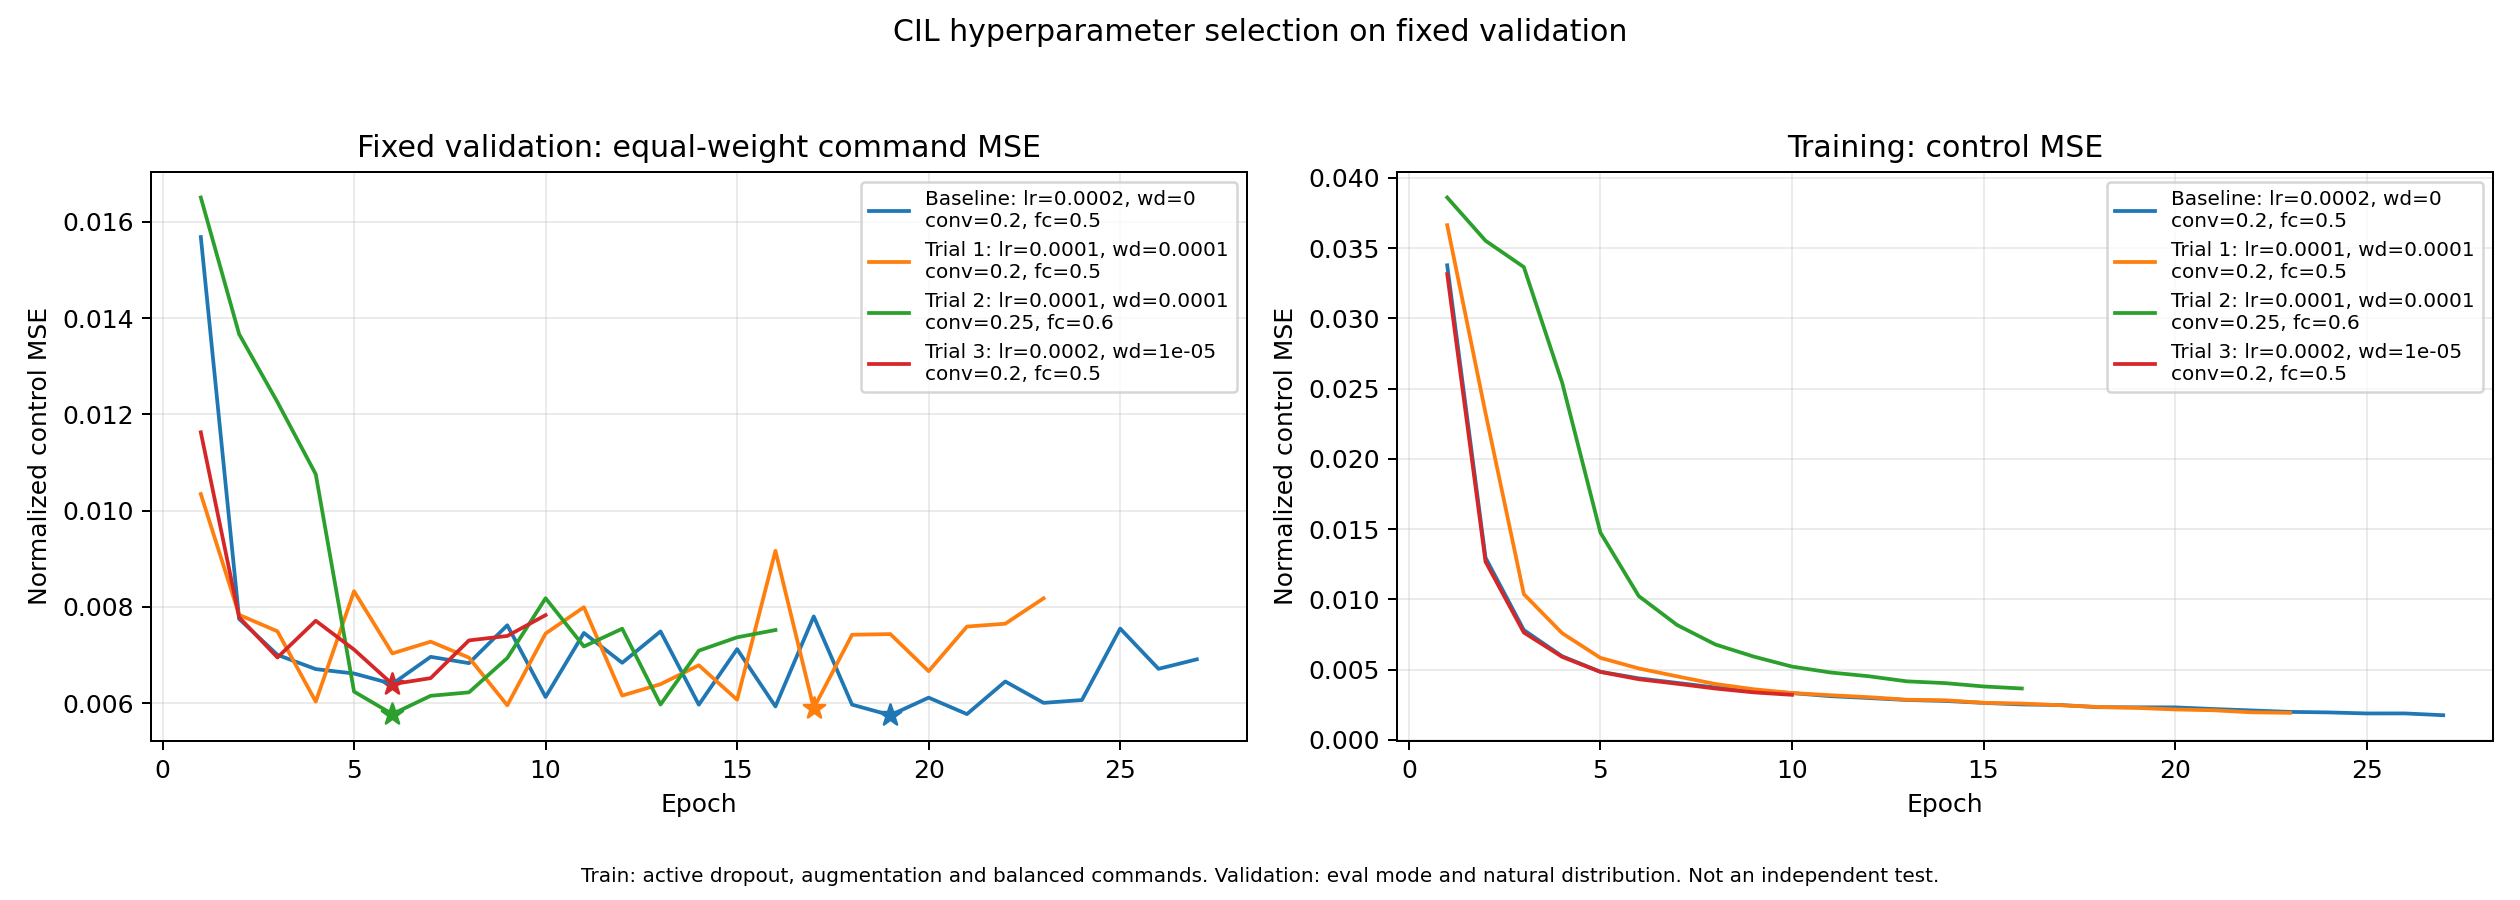 CIL hyperparameter selection on fixed validation
Fixed validation: equal-weight command MSE
Normalized control MSE
0.016
0.014
0.012
0.010
0.008
0.006
Baseline: lr=0.0002, wd=0
conv=0.2, fc=0.5
Trial 1: lr=0.0001, wd=0.0001
conv=0.2, fc=0.5
Trial 2: lr=0.0001, wd=0.0001
conv=0.25, fc=0.6
Trial 3: lr=0.0002, wd=1e-05
conv=0.2, fc=0.5
0 5 10 15 20 25
Epoch
Training: control MSE
Normalized control MSE
0.040
0.035
0.030
0.025
0.020
0.015
0.010
0.005
0.000
Baseline: lr=0.0002, wd=0
conv=0.2, fc=0.5
Trial 1: lr=0.0001, wd=0.0001
conv=0.2, fc=0.5
Trial 2: lr=0.0001, wd=0.0001
conv=0.25, fc=0.6
Trial 3: lr=0.0002, wd=1e-05
conv=0.2, fc=0.5
0 5 10 15 20 25
Epoch
Train: active dropout, augmentation and balanced commands. Validation: eval mode and natural distribution. Not an independent test.